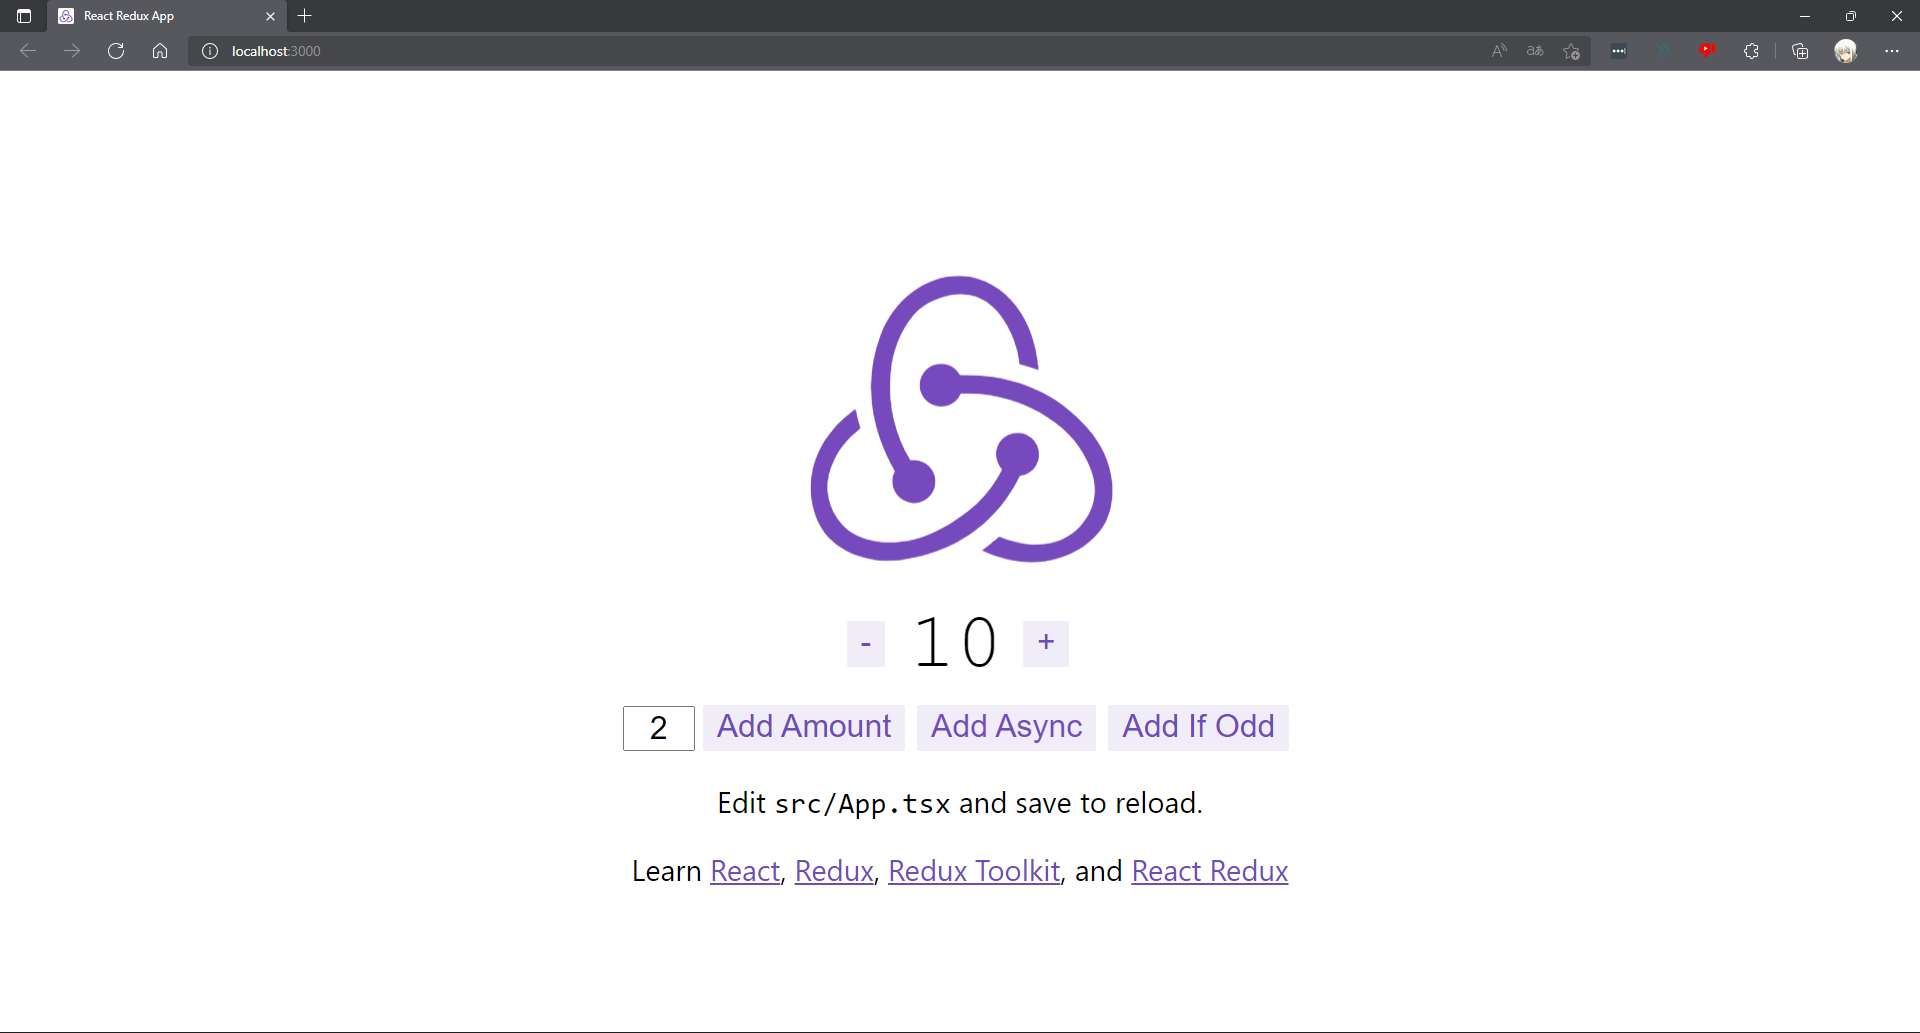 React Redux App
localhost:3000
- 10 +
2 Add Amount Add Async Add If Odd
Edit src/App.tsx and save to reload.
Learn React, Redux, Redux Toolkit, and React Redux